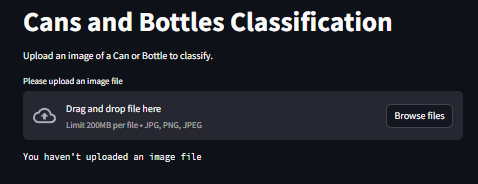 Cans and Bottles Classification
Upload an image of a Can or Bottle to classify.
Please upload an image file
Drag and drop file here
Limit 200MB per file • JPG, PNG, JPEG
Browse files
You haven't uploaded an image file